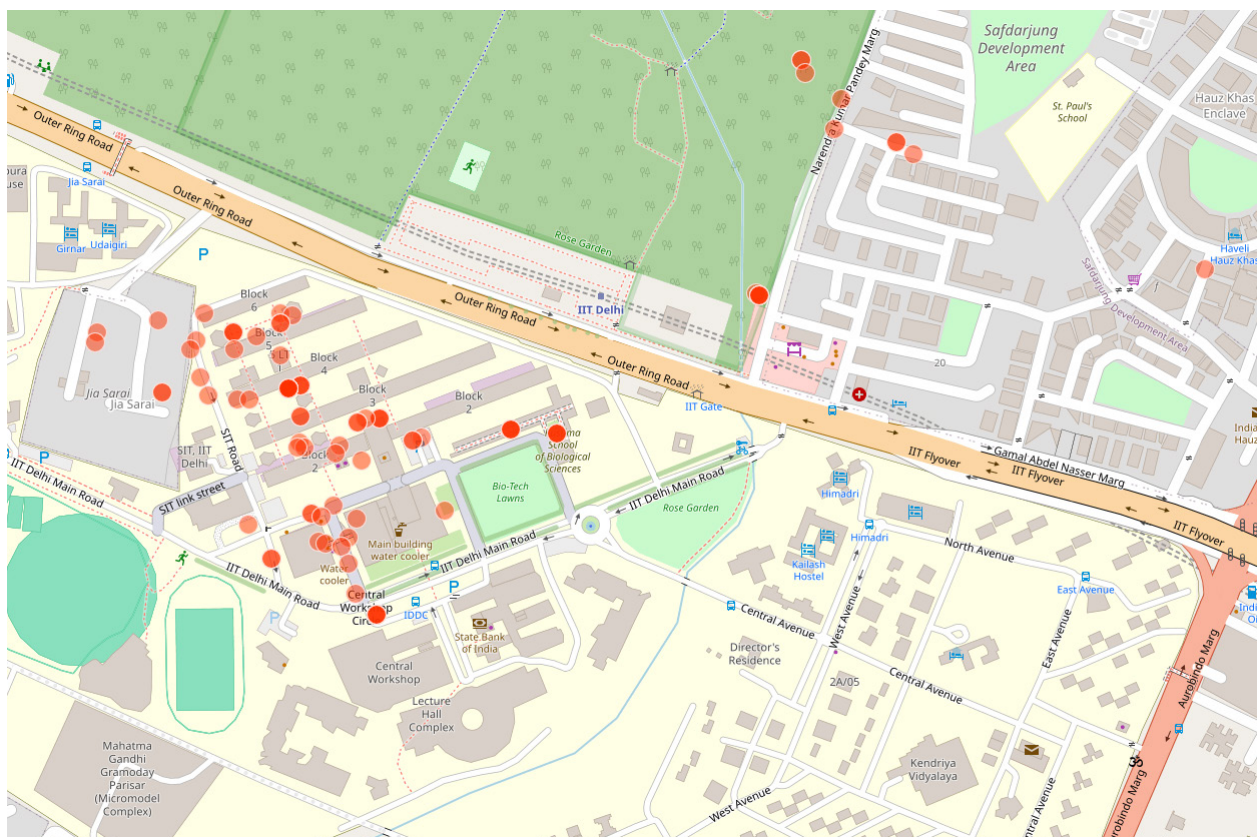 Safdarjung
Development
Area
St. Paul's
School
Hauz Khas
Enclave
Narendra Kumar Pandey Marg
Outer Ring Road
Jia Sarai
Outer Ring Road
Girnar
Udaigiri
Rose Garden
Haveli
Hauz Khas
Safdarjung Development Area
Outer Ring Road
IIT Delhi
Block
6
Block
5
Block
4
Block
3
Block
2
Outer Ring Road
20
Jia Sarai
Jia Sarai
IIT Gate
School
of Biological
Sciences
SIT, IIT
Delhi
SIT Road
Block
2
IIT Flyover
IIT Flyover
Gamal Abdel Nasser Marg
IIT Flyover
IIT Delhi Main Road
SIT link street
Bio-Tech
Lawns
IIT Delhi Main Road
Rose Garden
Himadri
Himadri
North Avenue
Main building
water cooler
IIT Delhi Main Road
Water
cooler
IIT Delhi Main Road
Kailash
Hostel
East Avenue
Central
Workshop
IDDC
State Bank
of India
Central Avenue
West Avenue
East Avenue
Director's
Residence
2A/05
Central Avenue
Central
Workshop
Lecture
Hall
Complex
Aurobindo Marg
Mahatma
Gandhi
Gramoday
Parisar
(Micromodel
Complex)
Kendriya
Vidyalaya
West Avenue